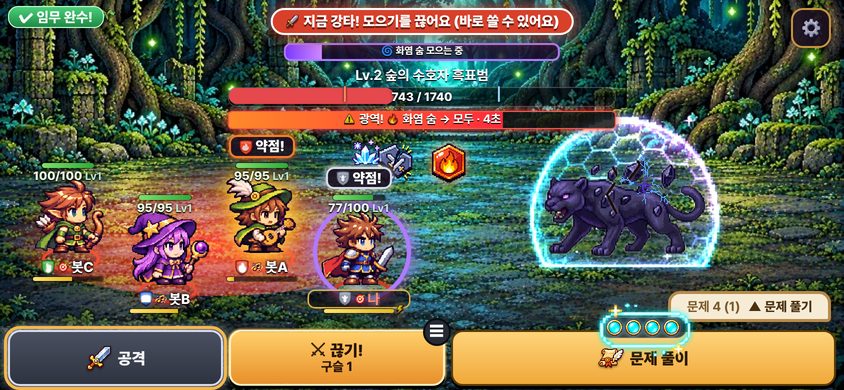 ✓ 임무 완수!
지금 강타! 모으기를 끊어요 (바로 쓸 수 있어요)
화염 숨 모으는 중
Lv.2 숲의 수호자 흑표범
743 / 1740
광역! 화염 숨 → 모두 · 4초
약점!
약점!
100/100 Lv1
95/95 Lv1
95/95 Lv1
77/100 Lv1
봇C
봇B
봇A
나
문제 4 (1) ▲ 문제 풀기
공격
끊기!
구슬 1
문제 풀이